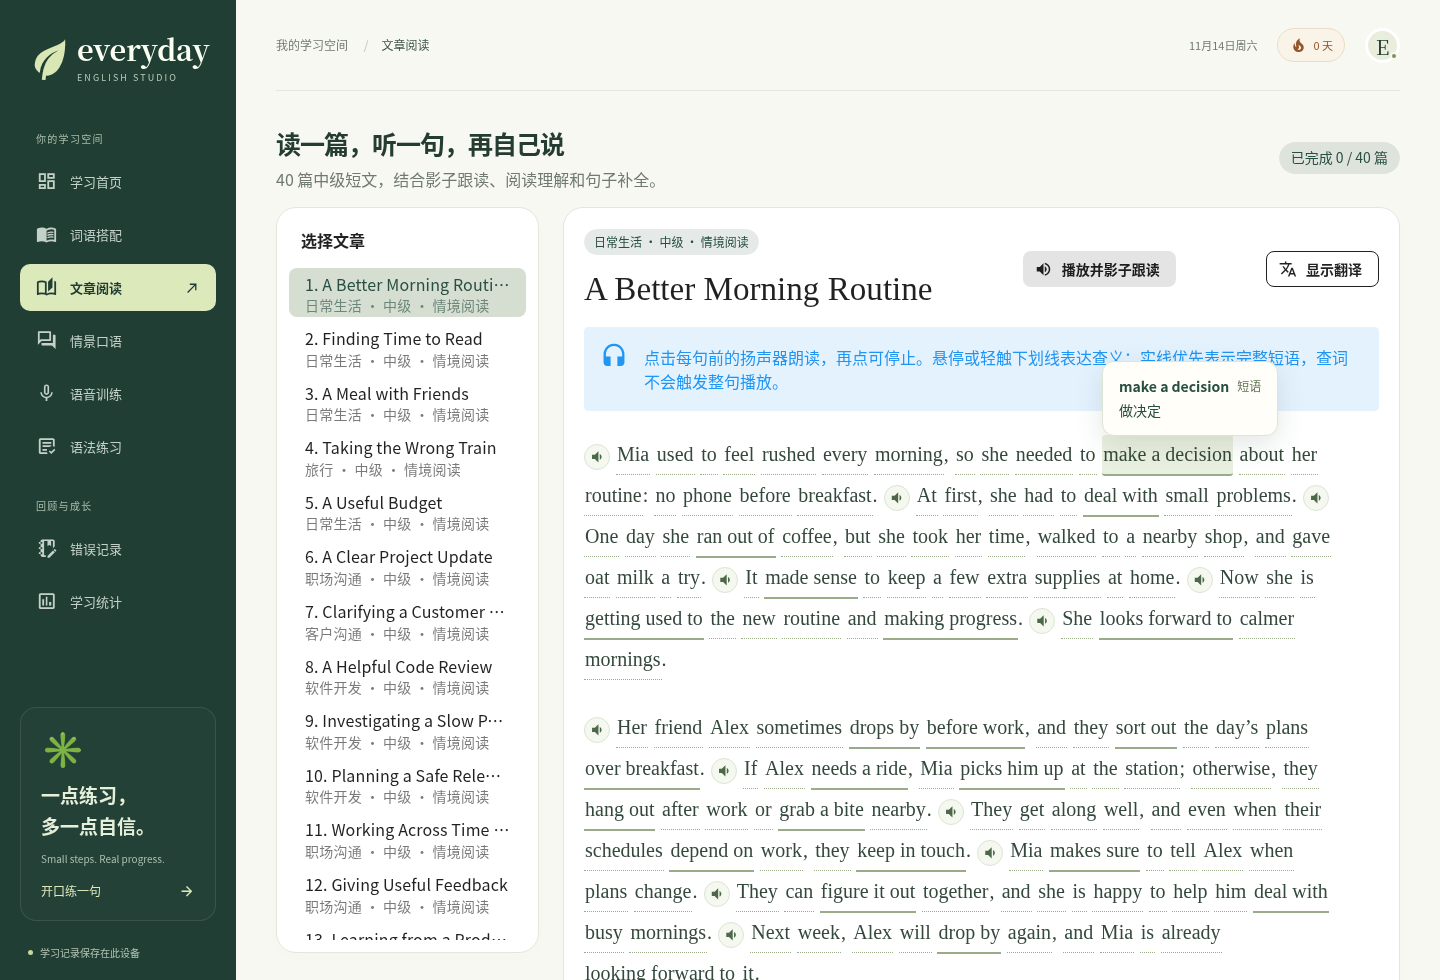 everyday
ENGLISH STUDIO
你的学习空间
学习首页
词语搭配
文章阅读
情景口语
语音训练
语法练习
回顾与成长
错误记录
学习统计
一点练习，
多一点自信。
Small steps. Real progress.
开口练一句
学习记录保存在此设备
我的学习空间 / 文章阅读
11月14日周六
0 天
E.
读一篇，听一句，再自己说
40 篇中级短文，结合影子跟读、阅读理解和句子补全。
已完成 0 / 40 篇
选择文章
1. A Better Morning Routi…
日常生活 · 中级 · 情境阅读
2. Finding Time to Read
日常生活 · 中级 · 情境阅读
3. A Meal with Friends
日常生活 · 中级 · 情境阅读
4. Taking the Wrong Train
旅行 · 中级 · 情境阅读
5. A Useful Budget
日常生活 · 中级 · 情境阅读
6. A Clear Project Update
职场沟通 · 中级 · 情境阅读
7. Clarifying a Customer …
客户沟通 · 中级 · 情境阅读
8. A Helpful Code Review
软件开发 · 中级 · 情境阅读
9. Investigating a Slow P…
软件开发 · 中级 · 情境阅读
10. Planning a Safe Rele…
软件开发 · 中级 · 情境阅读
11. Working Across Time …
职场沟通 · 中级 · 情境阅读
12. Giving Useful Feedback
职场沟通 · 中级 · 情境阅读
13. Learning from a Prod…
日常生活 · 中级 · 情境阅读
A Better Morning Routine
播放并影子跟读
显示翻译
点击每句前的扬声器朗读，再点可停止。悬停或轻触下划线表达查义；实线优先表示完整短语，查词
不会触发整句播放。
make a decision 短语
做决定
Mia used to feel rushed every morning, so she needed to make a decision about her
routine: no phone before breakfast. At first, she had to deal with small problems.
One day she ran out of coffee, but she took her time, walked to a nearby shop, and gave
oat milk a try. It made sense to keep a few extra supplies at home. Now she is
getting used to the new routine and making progress. She looks forward to calmer
mornings.
Her friend Alex sometimes drops by before work, and they sort out the day’s plans
over breakfast. If Alex needs a ride, Mia picks him up at the station; otherwise, they
hang out after work or grab a bite nearby. They get along well, and even when their
schedules depend on work, they keep in touch. Mia makes sure to tell Alex when
plans change. They can figure it out together, and she is happy to help him deal with
busy mornings. Next week, Alex will drop by again, and Mia is already
looking forward to it.